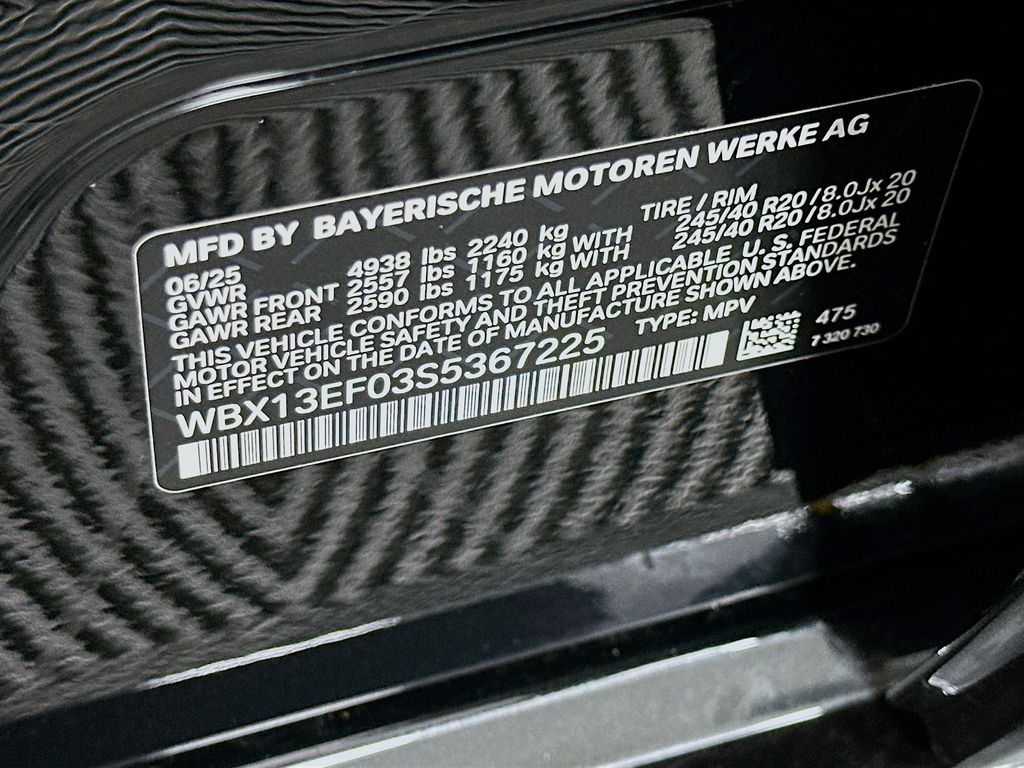 MFD BY BAYERISCHE MOTOREN WERKE AG
06/25 TIRE / RIM
GVWR 4938 lbs 2240 kg
GAWR FRONT 2557 lbs 1160 kg WITH 245/40 R20 / 8.0Jx 20
GAWR REAR 2590 lbs 1175 kg WITH 245/40 R20 / 8.0Jx 20
THIS VEHICLE CONFORMS TO ALL APPLICABLE U. S. FEDERAL
MOTOR VEHICLE SAFETY AND THEFT PREVENTION STANDARDS
IN EFFECT ON THE DATE OF MANUFACTURE SHOWN ABOVE.
WBX13EF03S5367225 TYPE: MPV
475
7 320 730